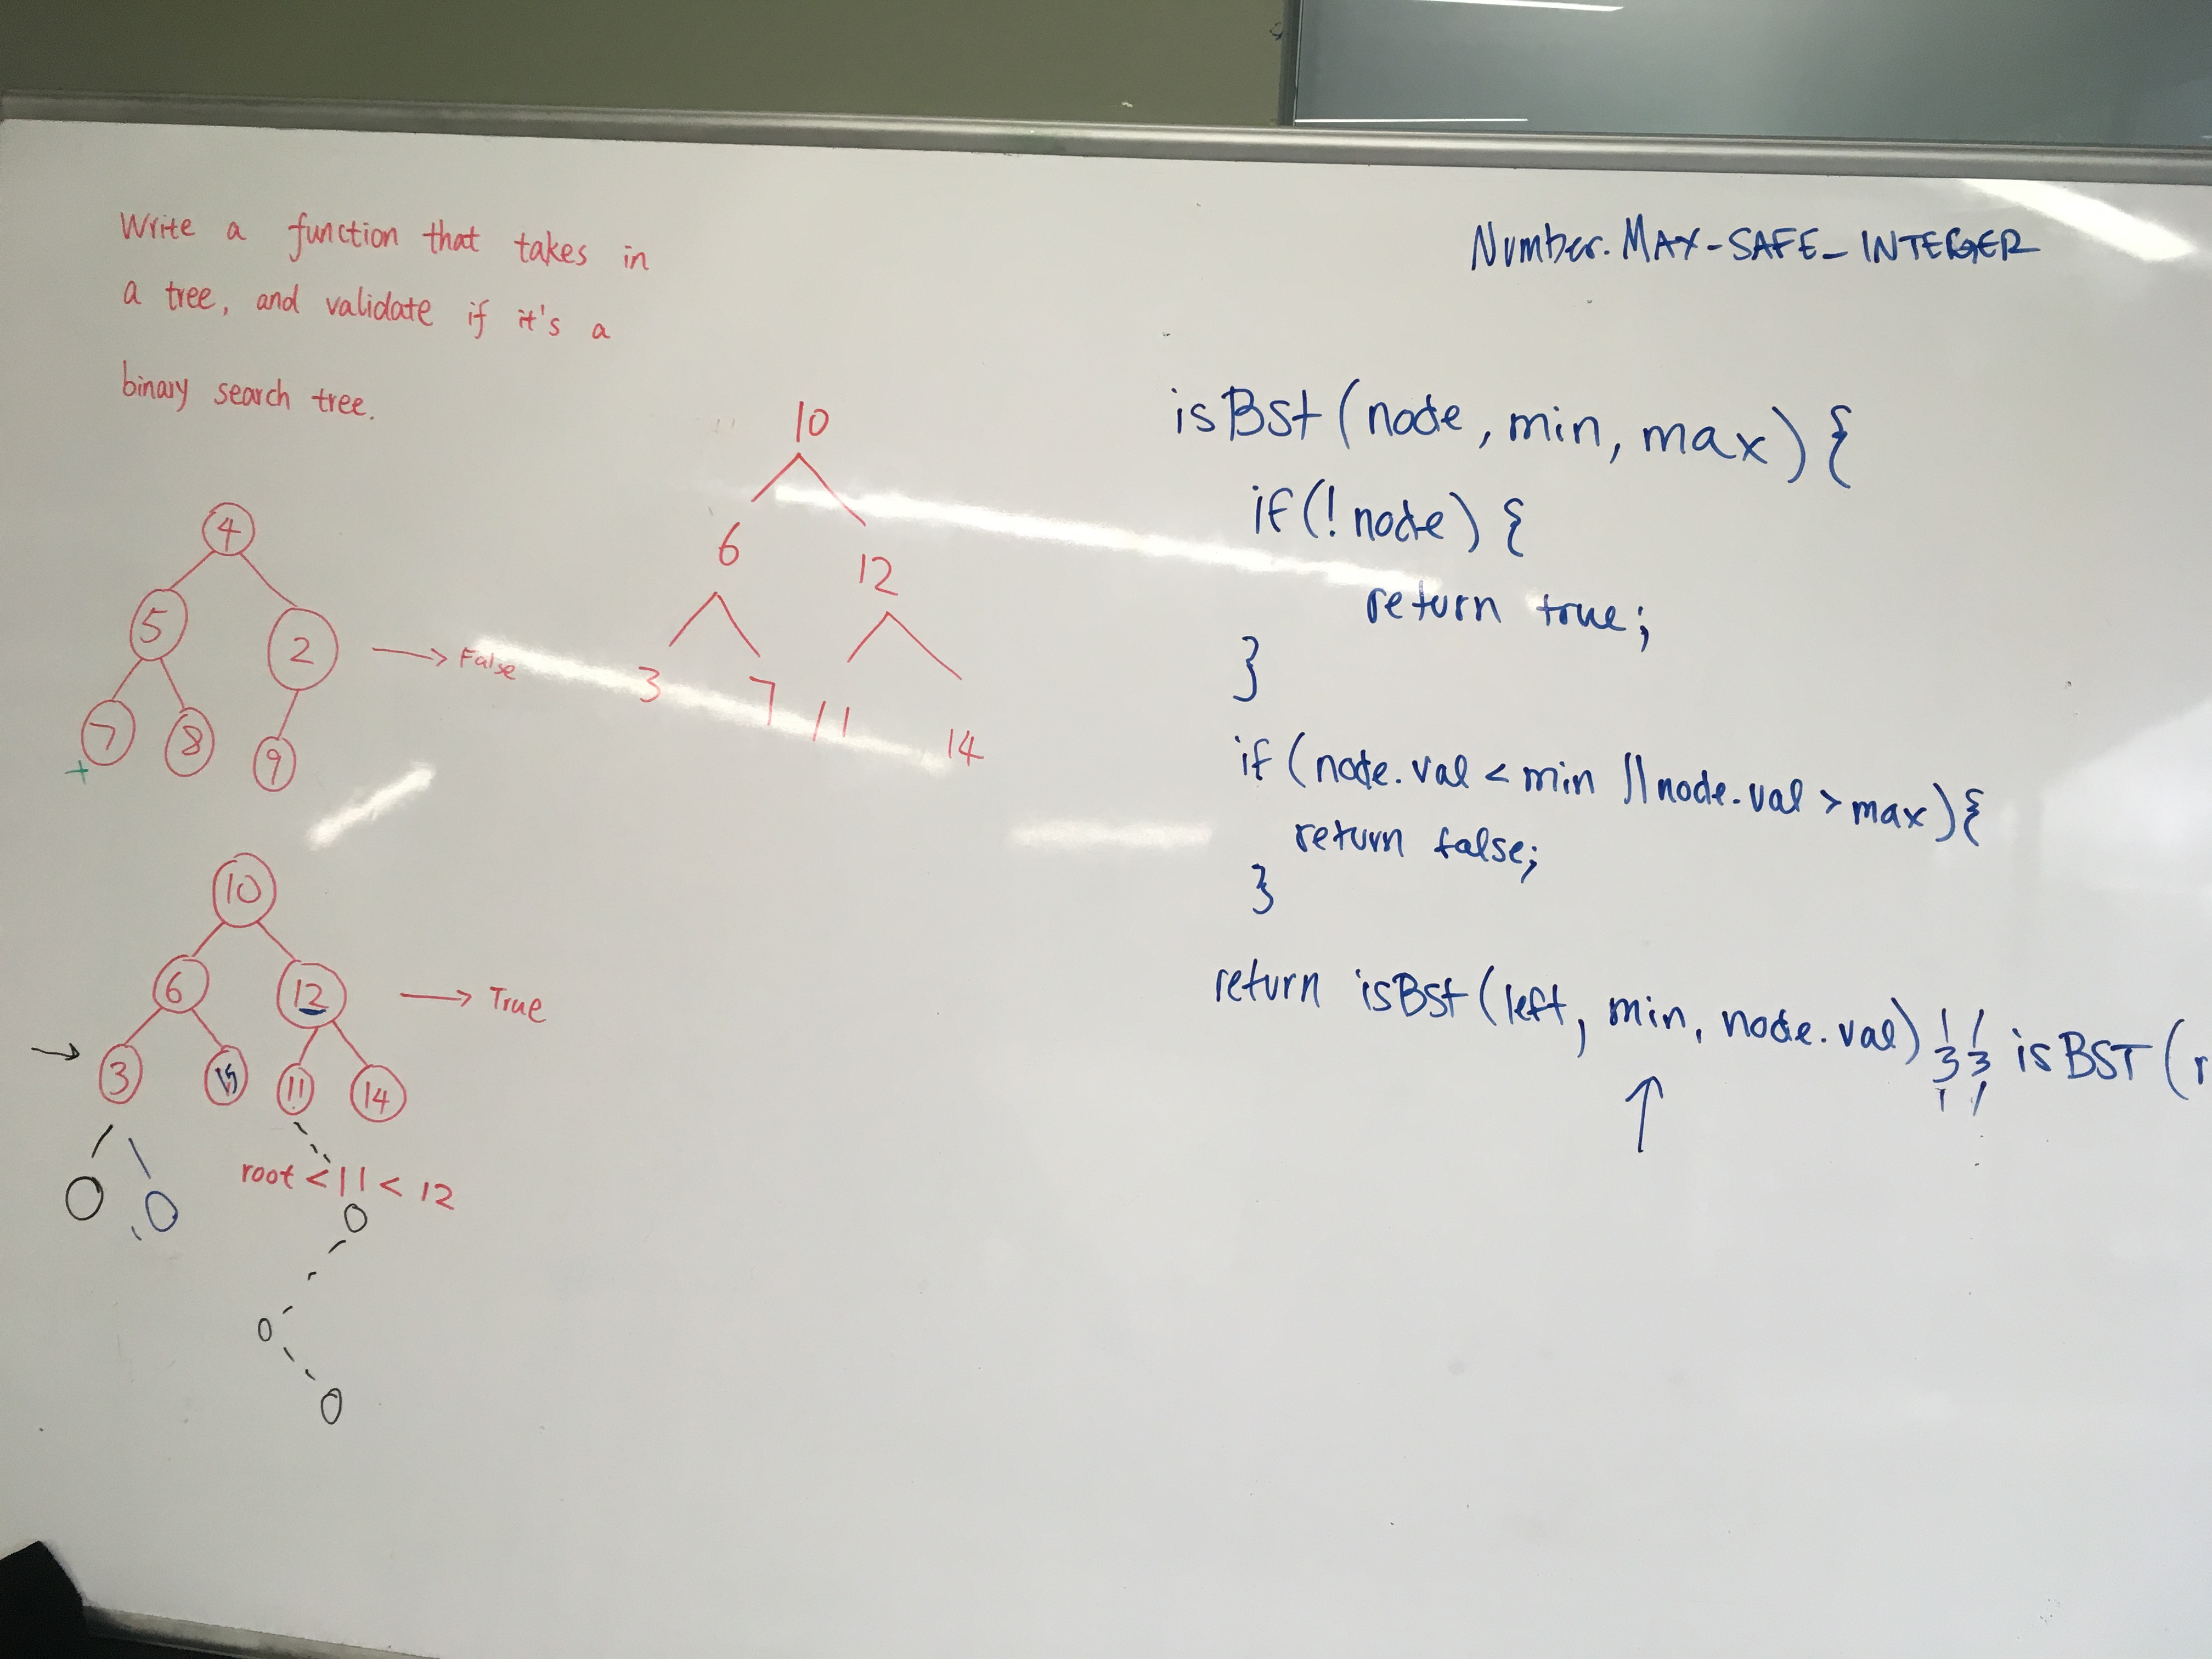 Write a function that takes in
a tree, and validate if it's a
binary search tree.
4
5 2
7 8 9
→ False
10
6 12
3 7 11 14
10
6 12
3 11 14
→ True
root < 11 < 12
Number.MAX-SAFE_INTEGER
isBst(node, min, max){
if(!node){
return true;
}
if(node.val < min || node.val > max){
return false;
}
return isBst(left, min, node.val) && isBST(r